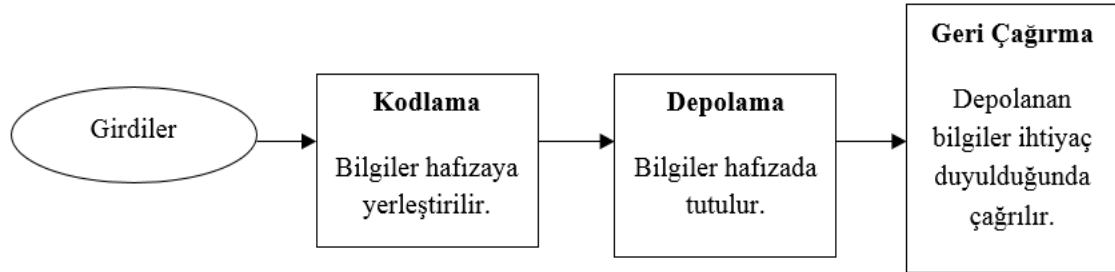 Girdiler
Kodlama
Bilgiler hafızaya
yerleştirilir.
Depolama
Bilgiler hafızada
tutulur.
Geri Çağırma
Depolanan
bilgiler ihtiyaç
duyulduğunda
çağrılır.